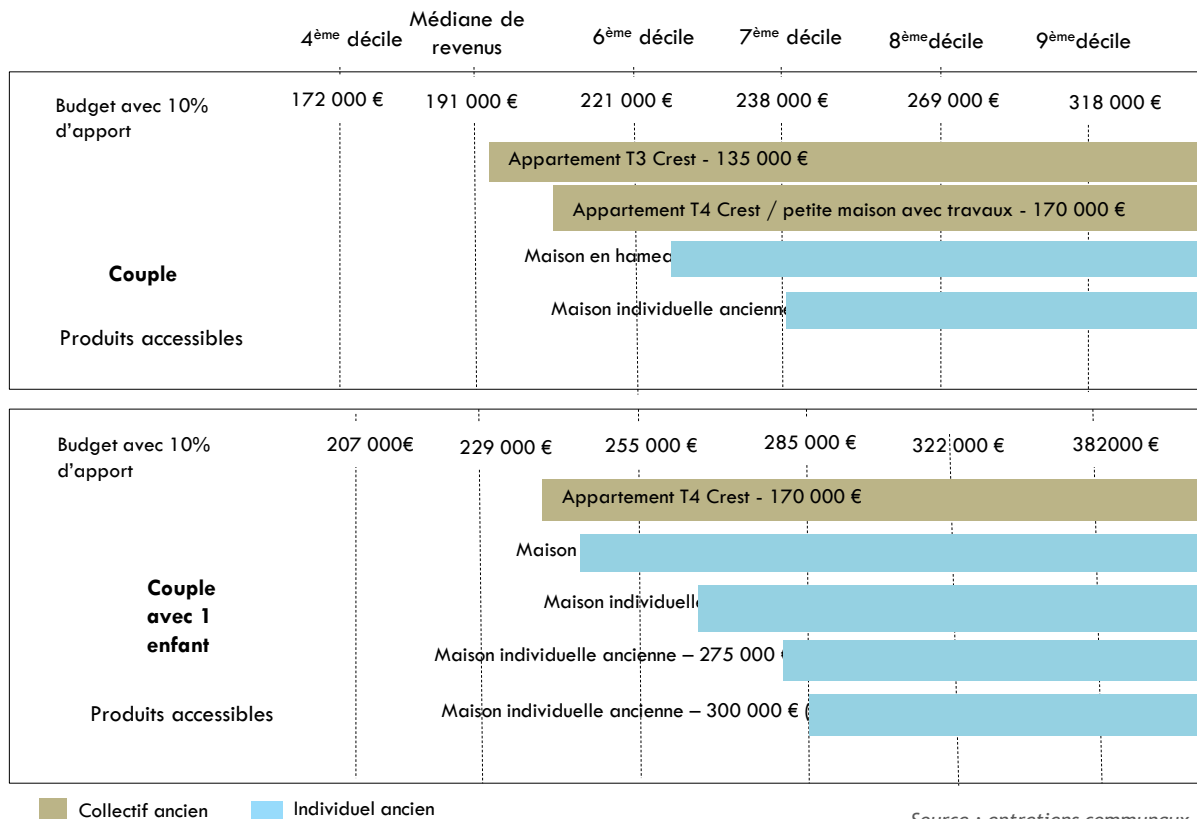 4ème décile
Médiane de
revenus
6ème décile
7ème décile
8èmedécile
9èmedécile
Budget avec 10%
d'apport
172 000 €
191 000 €
221 000 €
238 000 €
269 000 €
318 000 €
Appartement T3 Crest - 135 000 €
Appartement T4 Crest / petite maison avec travaux - 170 000 €
Maison en
Couple
Maison individuelle ancienne
Produits accessibles
Budget avec 10%
d'apport
207 000€
229 000 €
255 000 €
285 000 €
322 000 €
382000 €
Appartement T4 Crest - 170 000 €
Maison
Couple
avec 1
enfant
Maison individuelle
Maison individuelle ancienne – 275 000
Produits accessibles
Maison individuelle ancienne – 300 000 € (
Collectif ancien
Individuel ancien
Source : entretiens communaux